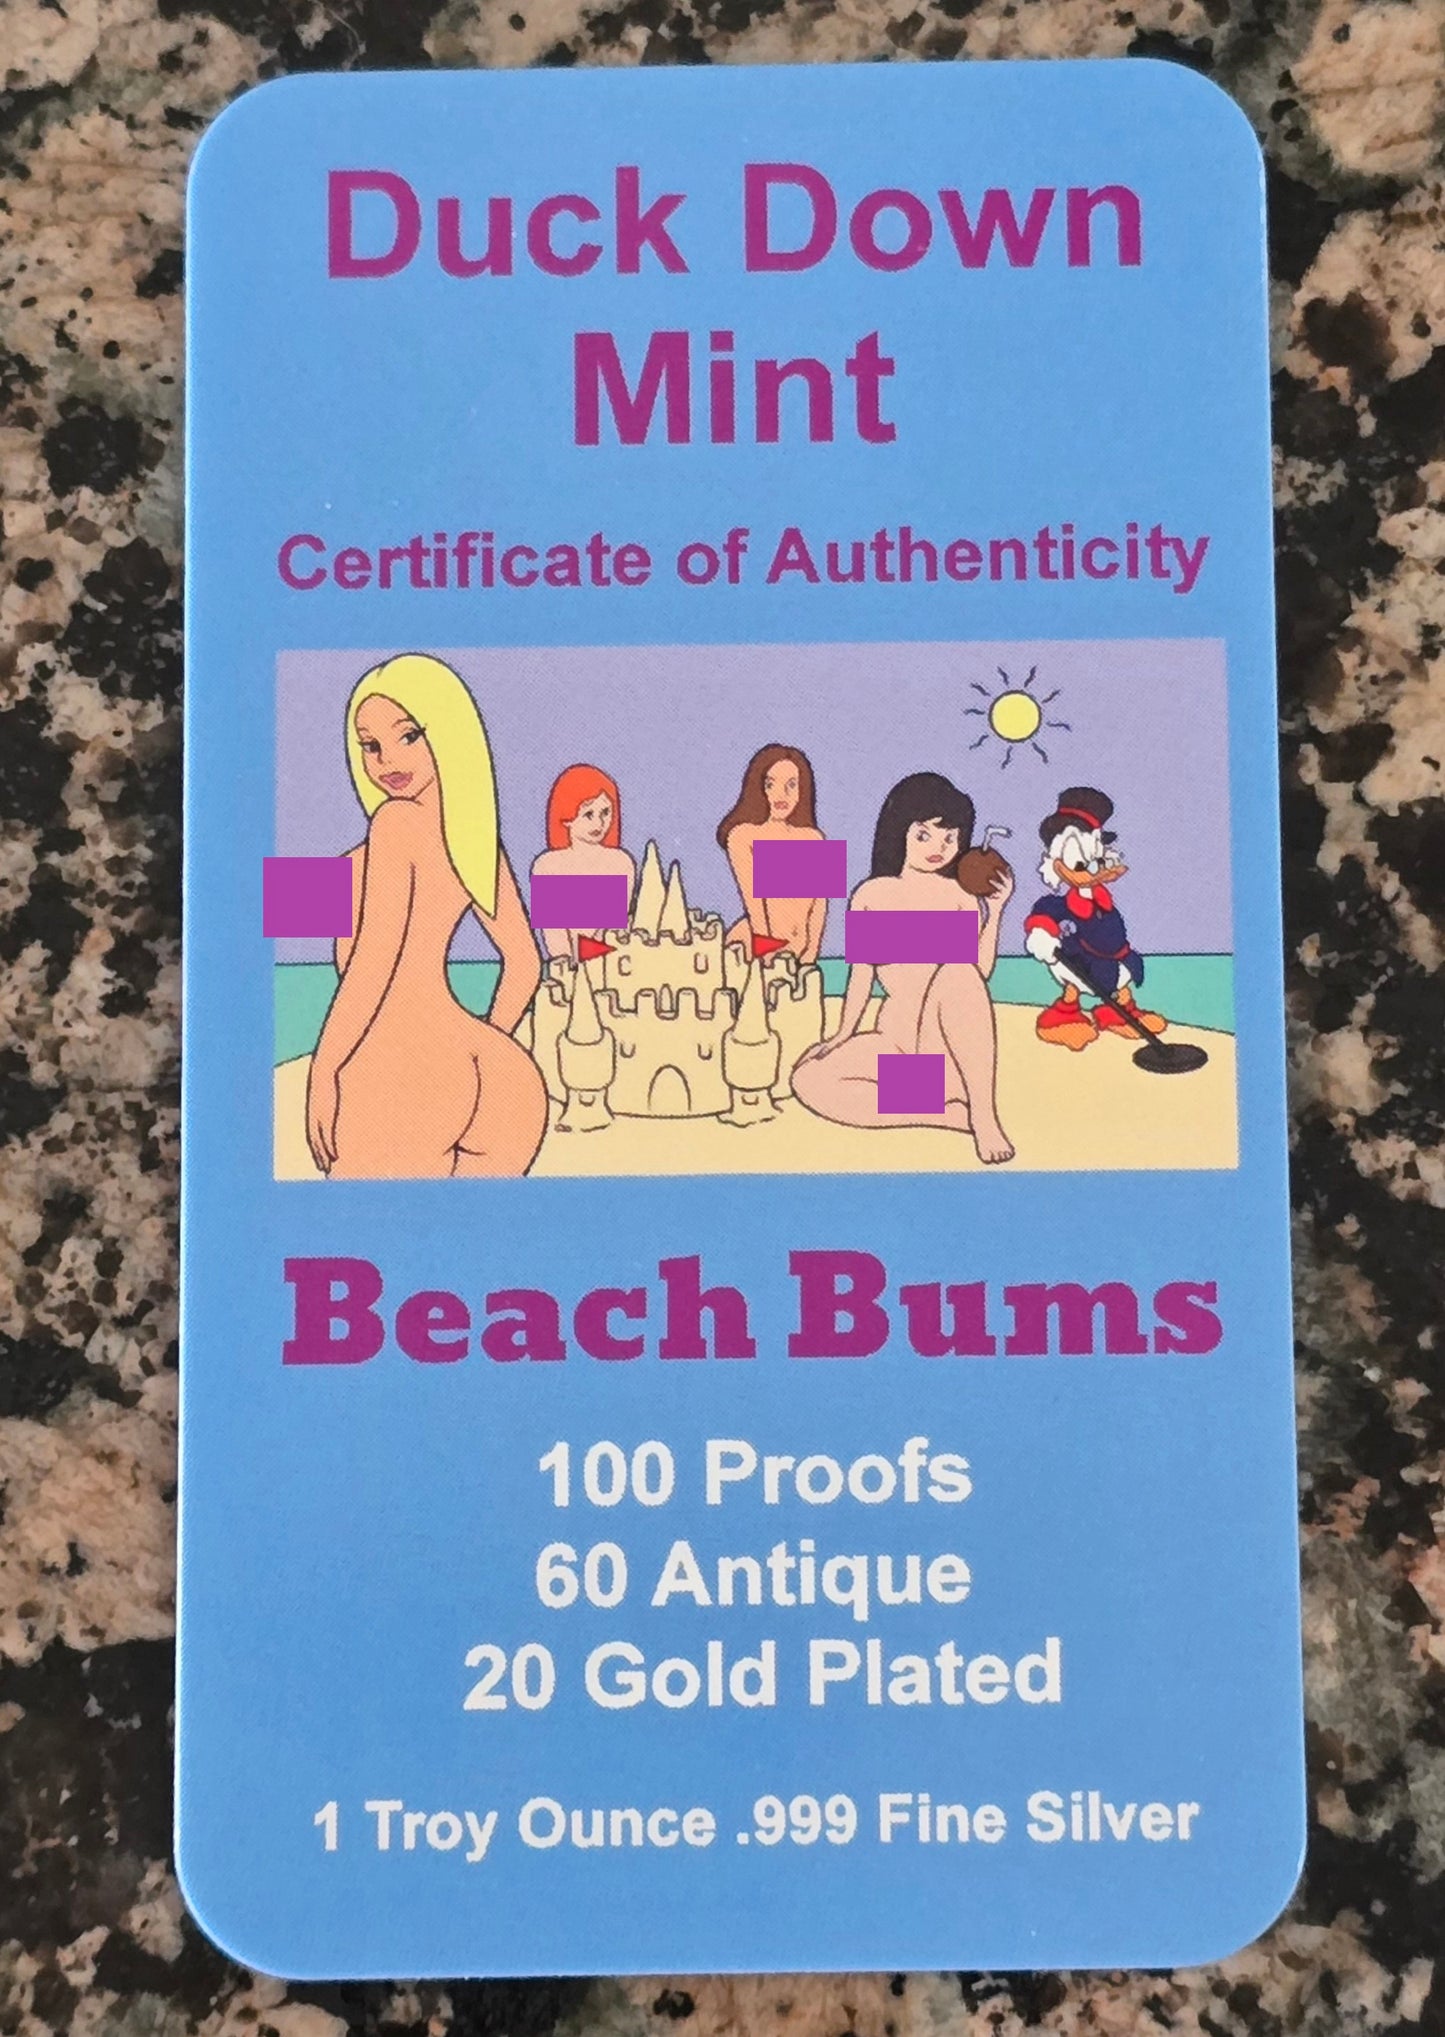 Duck Down
Mint
Certificate of Authenticity
Beach Bums
100 Proofs
60 Antique
20 Gold Plated
1 Troy Ounce .999 Fine Silver